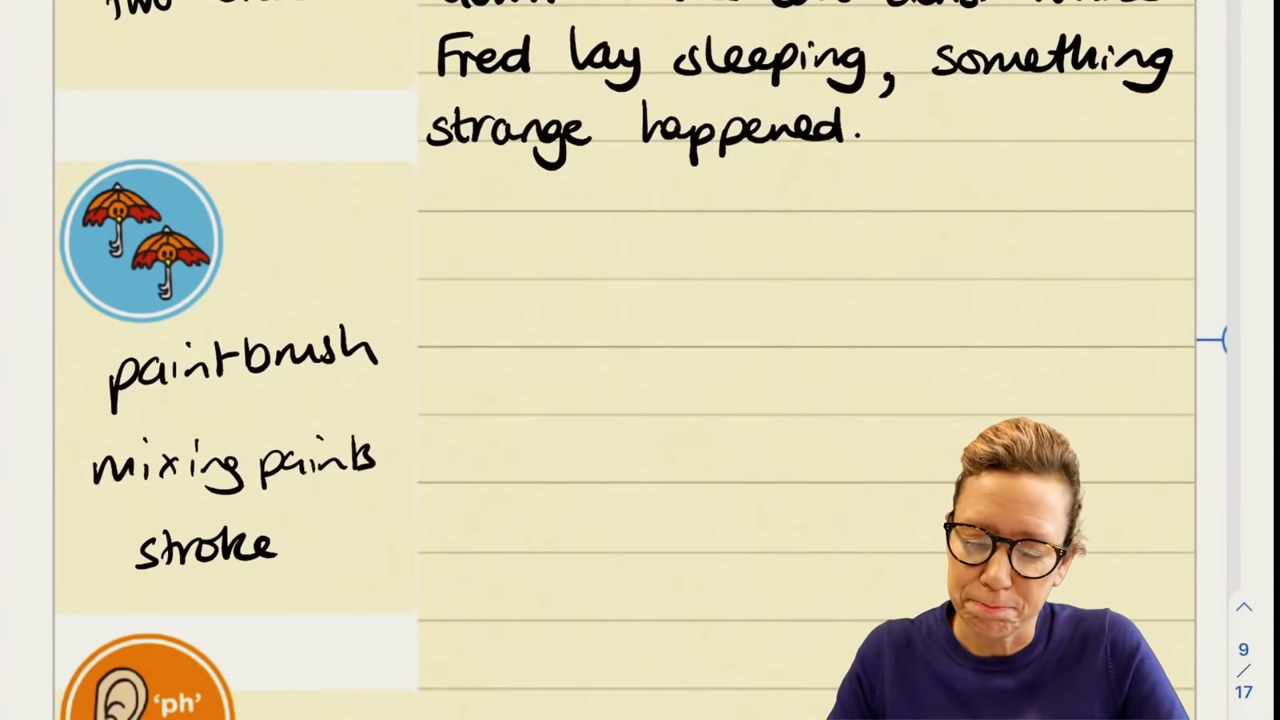 Fred lay sleeping, something
strange happened.
paintbrush
mixing paints
stroke
'ph'
9
/
17